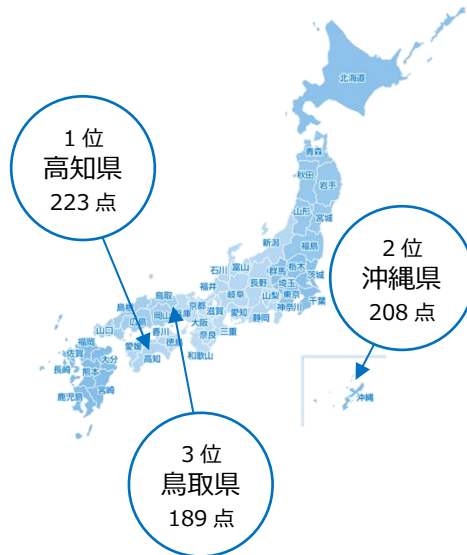 北海道
青森
秋田
岩手
山形
宮城
新潟
福島
1位
高知県
223点
2位
沖縄県
208点
石川
富山
群馬
栃木
茨城
福井
長野
埼玉
岐阜
山梨
東京
千葉
神奈川
鳥取
島根
京都
滋賀
愛知
静岡
岡山
兵庫
広島
大阪
三重
山口
香川
奈良
徳島
和歌山
愛媛
高知
福岡
佐賀
大分
長崎
熊本
宮崎
鹿児島
沖縄
3位
鳥取県
189点